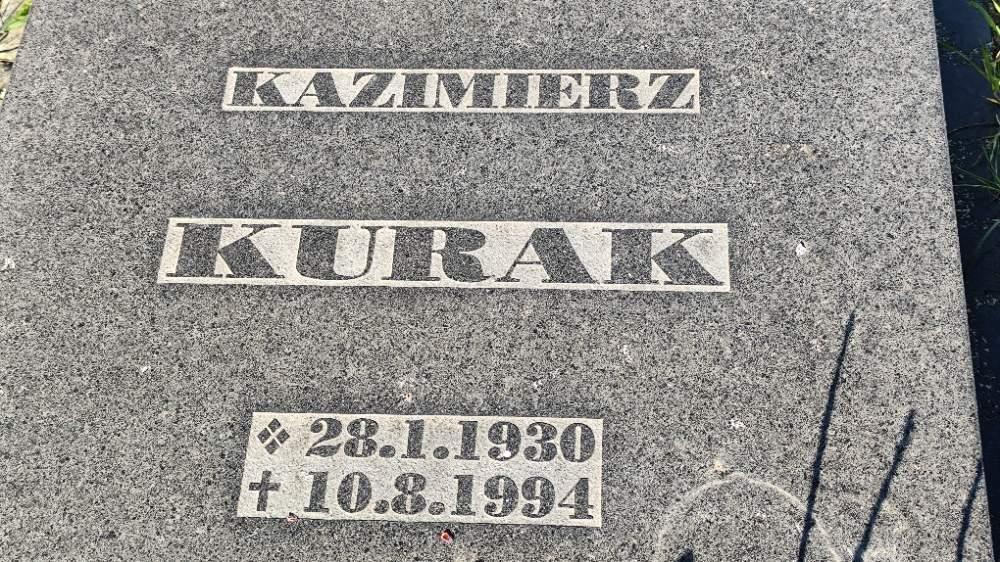 KAZIMIERZ
KURAK
❖ 28.1.1930
✝ 10.8.1994